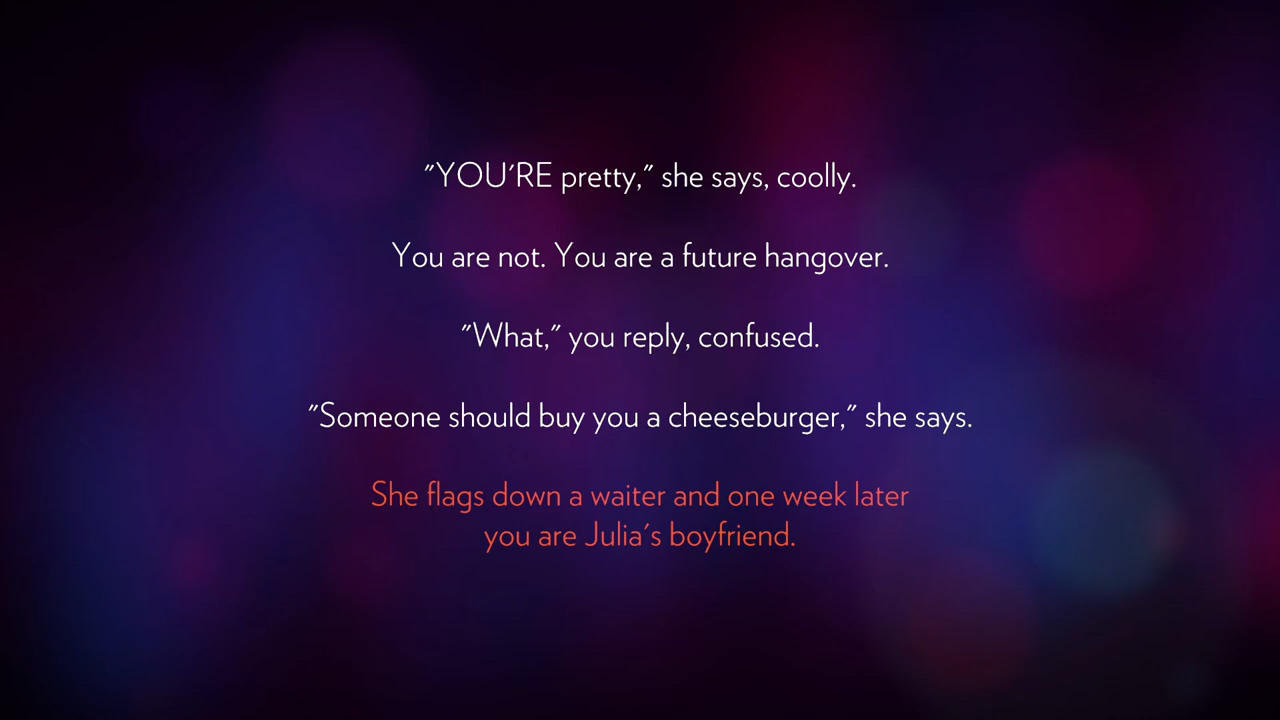 "YOU'RE pretty," she says, coolly.
You are not. You are a future hangover.
"What," you reply, confused.
"Someone should buy you a cheeseburger," she says.
She flags down a waiter and one week later
you are Julia's boyfriend.